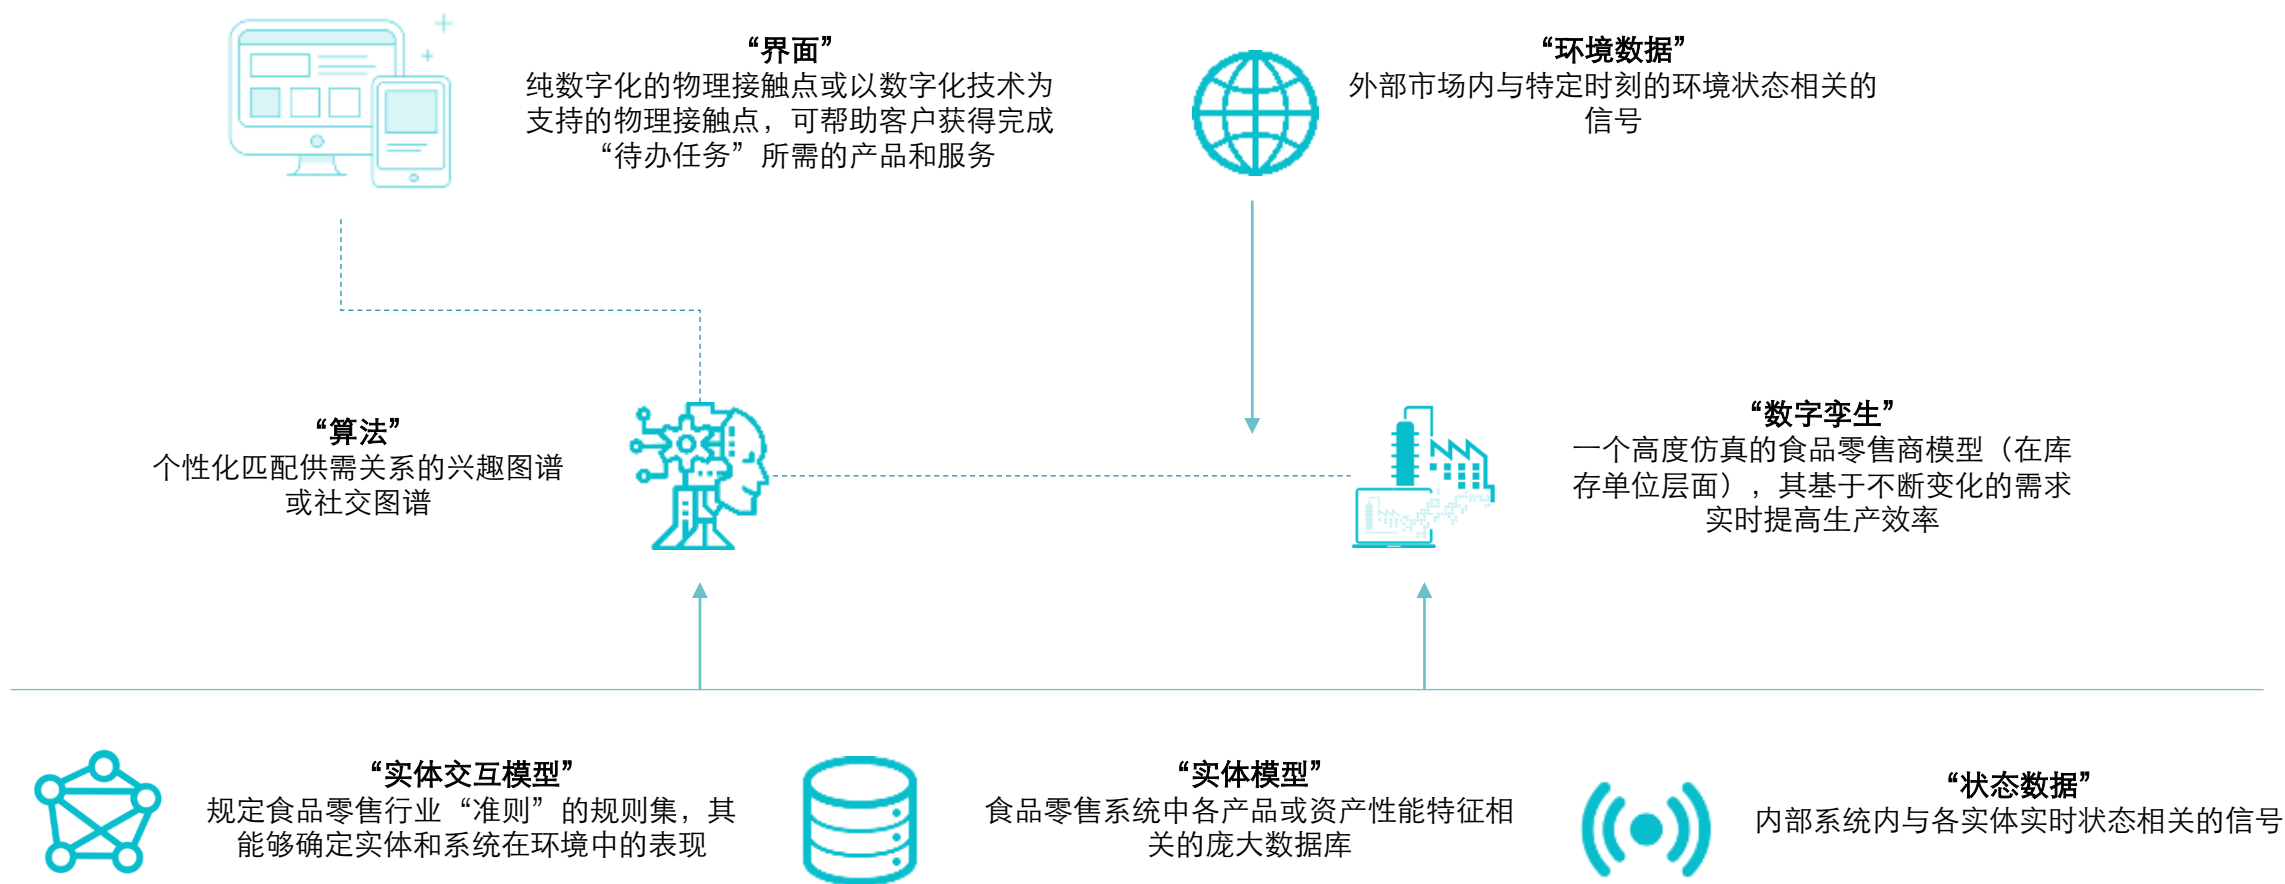 “界面”
纯数字化的物理接触点或以数字化技术为
支持的物理接触点，可帮助客户获得完成
“待办任务”所需的产品和服务
“环境数据”
外部市场内与特定时刻的环境状态相关的
信号
“算法”
个性化匹配供需关系的兴趣图谱
或社交图谱
“数字孪生”
一个高度仿真的食品零售商模型（在库
存单位层面），其基于不断变化的需求
实时提高生产效率
“实体交互模型”
规定食品零售行业“准则”的规则集，其
能够确定实体和系统在环境中的表现
“实体模型”
食品零售系统中各产品或资产性能特征相
关的庞大数据库
“状态数据”
内部系统内与各实体实时状态相关的信号